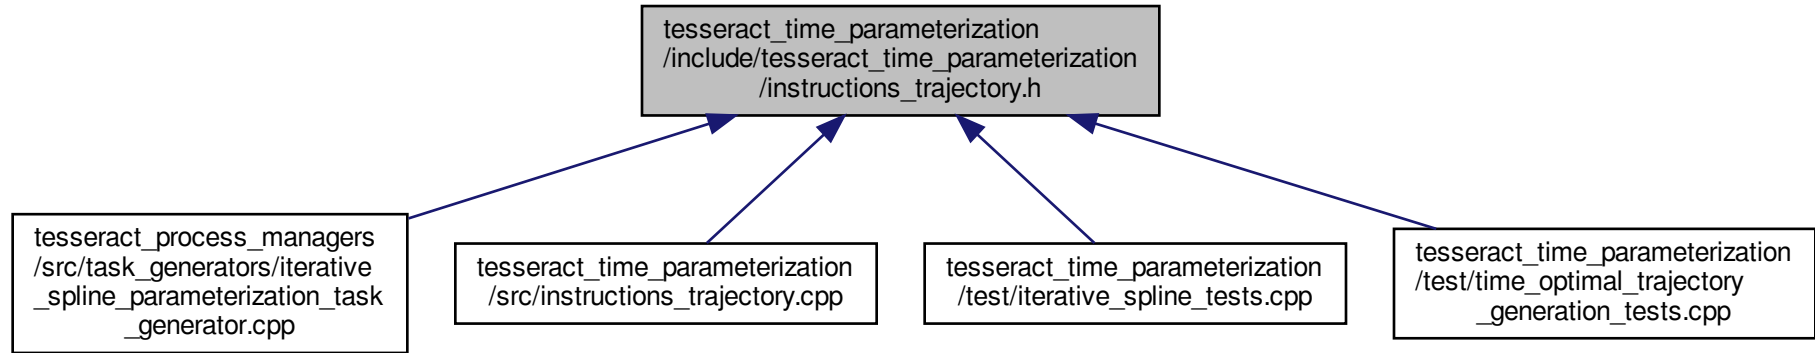 tesseract_time_parameterization
/include/tesseract_time_parameterization
/instructions_trajectory.h
tesseract_process_managers
/src/task_generators/iterative
_spline_parameterization_task
_generator.cpp
tesseract_time_parameterization
/src/instructions_trajectory.cpp
tesseract_time_parameterization
/test/iterative_spline_tests.cpp
tesseract_time_parameterization
/test/time_optimal_trajectory
_generation_tests.cpp